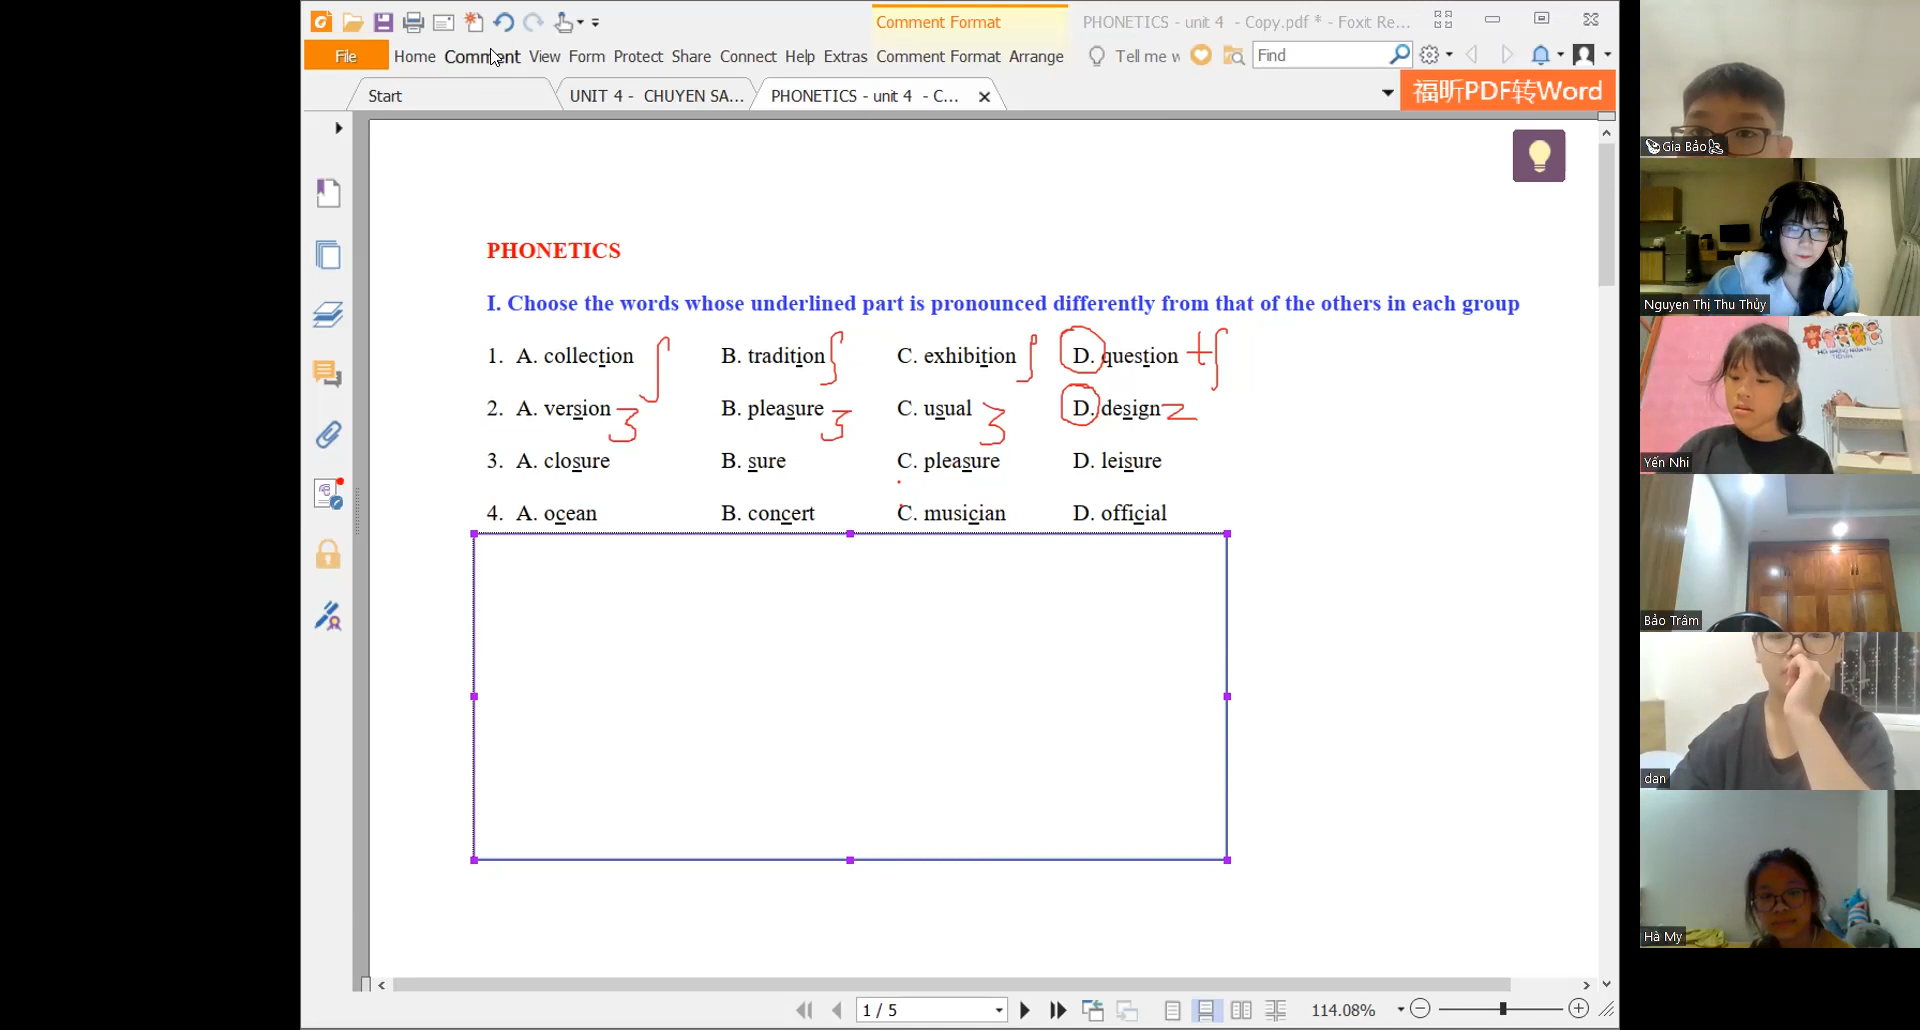 Comment Format
PHONETICS - unit 4 - Copy.pdf * - Foxit Re...
File Home Comment View Form Protect Share Connect Help Extras Comment Format Arrange Tell me w Find
Start UNIT 4 - CHUYEN SA... PHONETICS - unit 4 - C...
福昕PDF转Word
PHONETICS
I. Choose the words whose underlined part is pronounced differently from that of the others in each group
1. A. collection ʃ B. tradition ʃ C. exhibition ʃ D. question tʃ
2. A. version 3 B. pleasure 3 C. usual 3 D. design z
3. A. closure B. sure C. pleasure D. leisure
4. A. ocean B. concert C. musician D. official
1 / 5
114.08%
Gia Bảo
Nguyen Thị Thu Thủy
Yến Nhi
Bảo Trâm
dan
Hà My